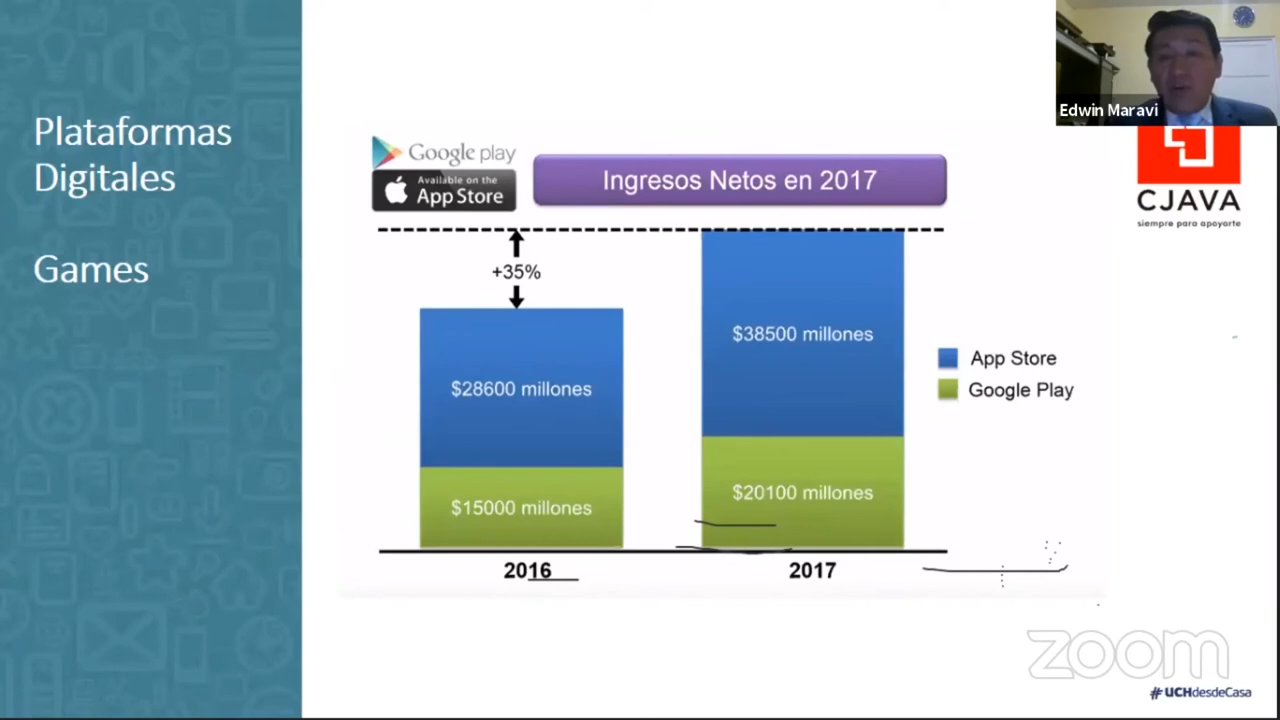 Plataformas
Digitales
Games
Google play
Available on the
App Store
Ingresos Netos en 2017
+35%
$28600 millones
$15000 millones
2016
$38500 millones
$20100 millones
2017
App Store
Google Play
Edwin Maravi
CJAVA
siempre para apoyarte
zoom
#UCHdesdeCasa